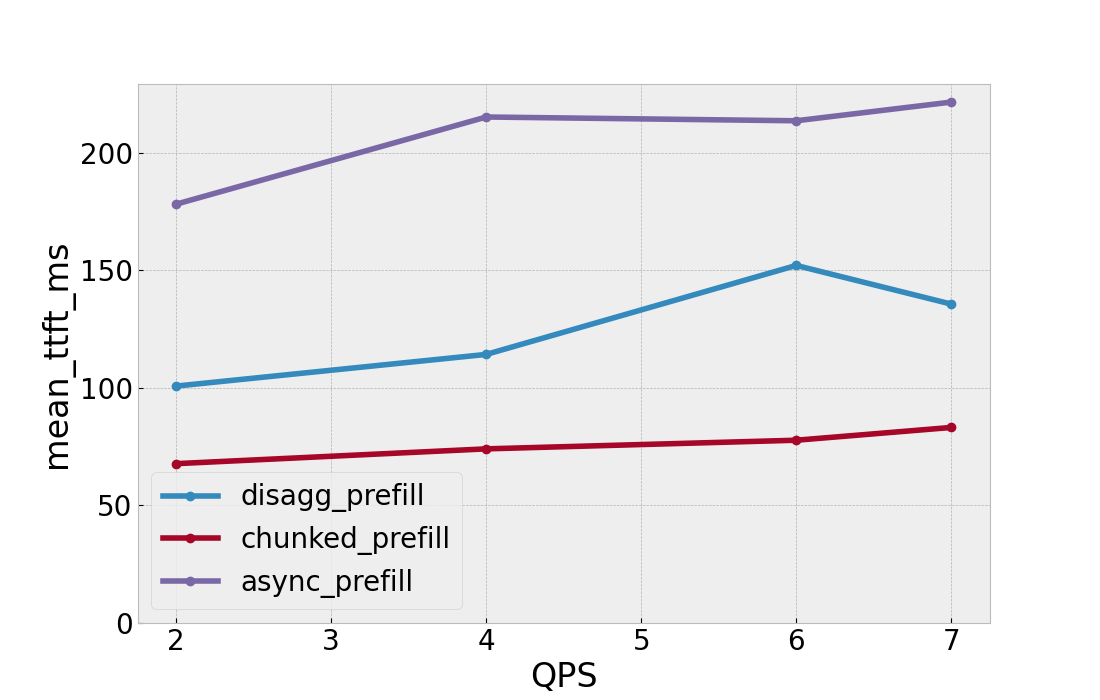 mean_ttft_ms
200
150
100
50
0
disagg_prefill
chunked_prefill
async_prefill
2 3 4 5 6 7
QPS